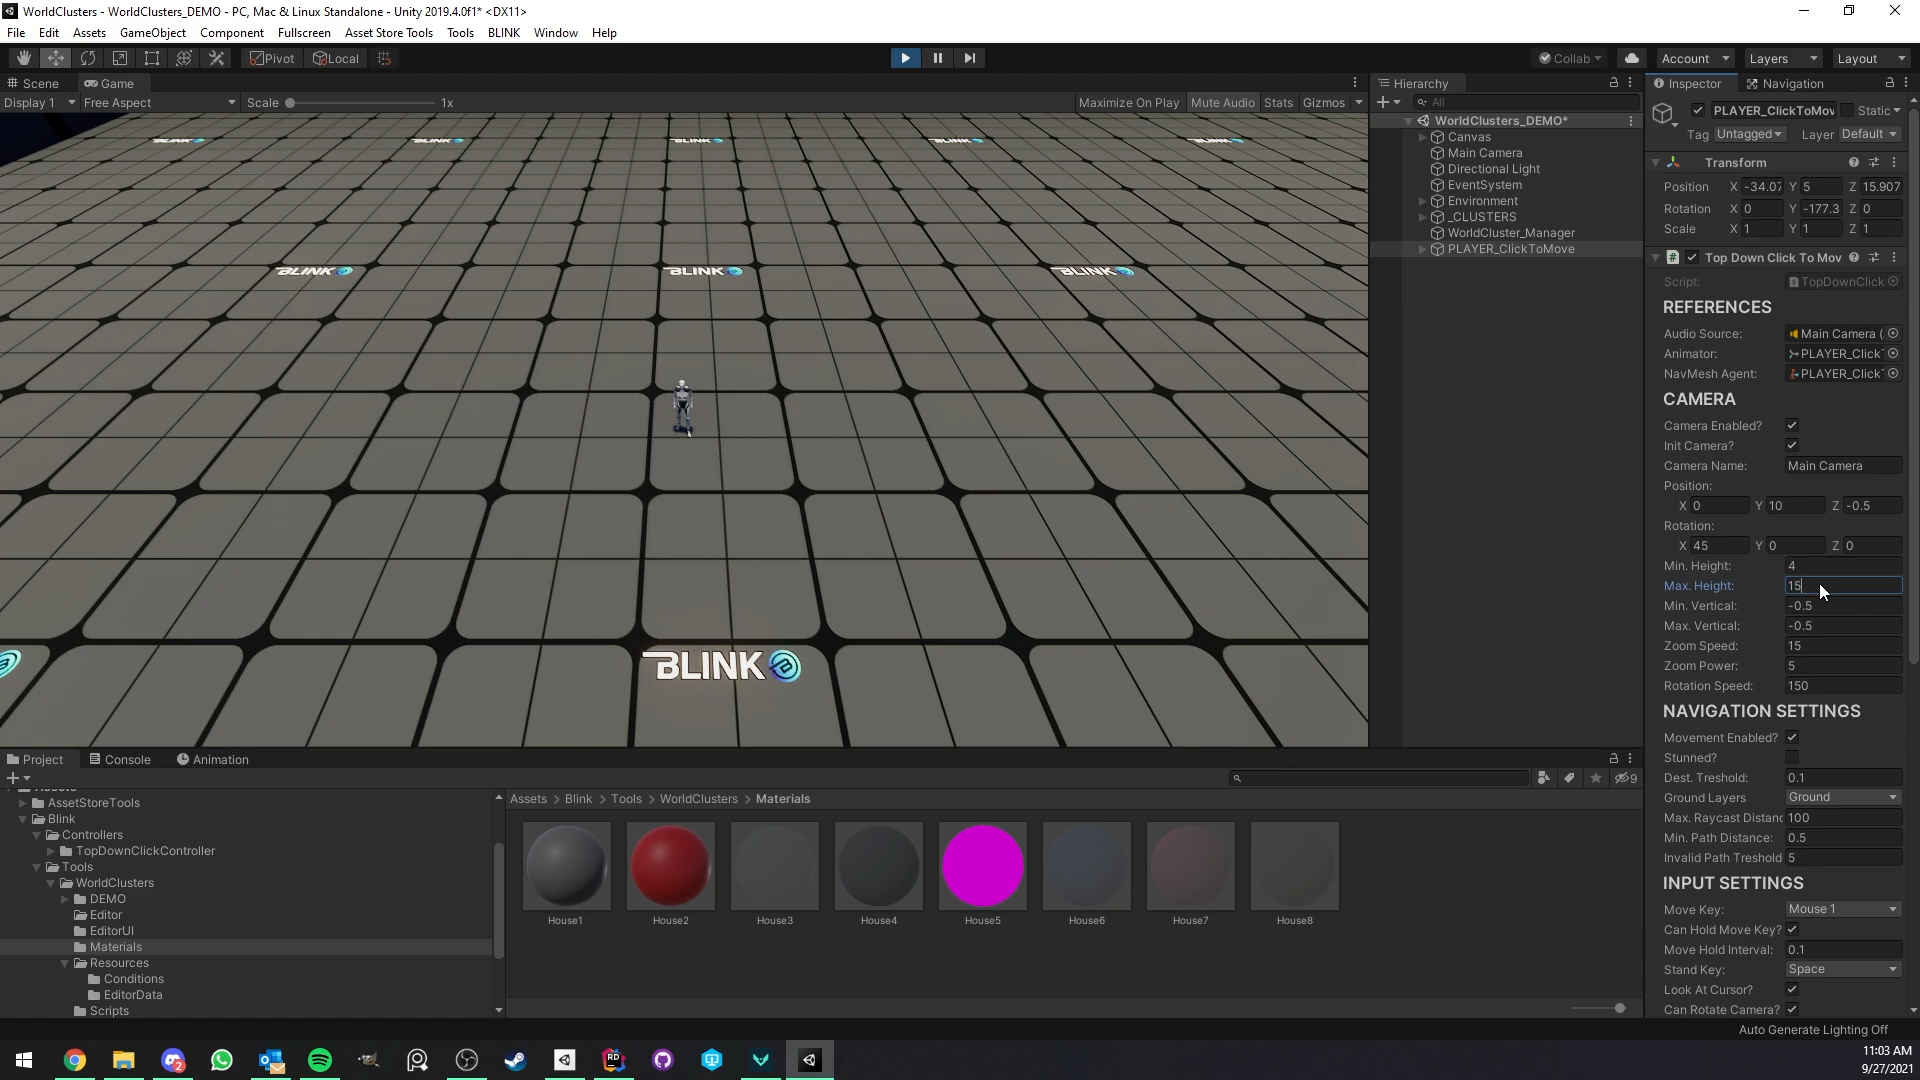 WorldClusters - WorldClusters_DEMO - PC, Mac & Linux Standalone - Unity 2019.4.0f1* <DX11>
File Edit Assets GameObject Component Fullscreen Asset Store Tools Tools BLINK Window Help
Pivot Local Collab Account Layers Layout
Scene Game
Display 1 Free Aspect Scale 1x Maximize On Play Mute Audio Stats Gizmos
BLINK BLINK BLINK BLINK BLINK
BLINK BLINK BLINK
BLINK
Hierarchy
All
WorldClusters_DEMO*
Canvas
Main Camera
Directional Light
EventSystem
Environment
_CLUSTERS
WorldCluster_Manager
PLAYER_ClickToMove
Inspector Navigation
PLAYER_ClickToMov Static
Tag Untagged Layer Default
Transform
Position X -34.07 Y 5 Z 15.907
Rotation X 0 Y -177.3 Z 0
Scale X 1 Y 1 Z 1
Top Down Click To Mov
Script: TopDownClick
REFERENCES
Audio Source: Main Camera (
Animator: PLAYER_Click
NavMesh Agent: PLAYER_Click
CAMERA
Camera Enabled?
Init Camera?
Camera Name: Main Camera
Position:
X 0 Y 10 Z -0.5
Rotation:
X 45 Y 0 Z 0
Min. Height: 4
Max. Height: 15
Min. Vertical: -0.5
Max. Vertical: -0.5
Zoom Speed: 15
Zoom Power: 5
Rotation Speed: 150
NAVIGATION SETTINGS
Movement Enabled?
Stunned?
Dest. Treshold: 0.1
Ground Layers Ground
Max. Raycast Distanc 100
Min. Path Distance: 0.5
Invalid Path Treshold 5
INPUT SETTINGS
Move Key: Mouse 1
Can Hold Move Key?
Move Hold Interval: 0.1
Stand Key: Space
Look At Cursor?
Can Rotate Camera?
Project Console Animation
9
Assets
AssetStoreTools
Blink
Controllers
TopDownClickController
Tools
WorldClusters
DEMO
Editor
EditorUI
Materials
Resources
Conditions
EditorData
Scripts
Assets > Blink > Tools > WorldClusters > Materials
House1 House2 House3 House4 House5 House6 House7 House8
Auto Generate Lighting Off
2
RD
11:03 AM
9/27/2021